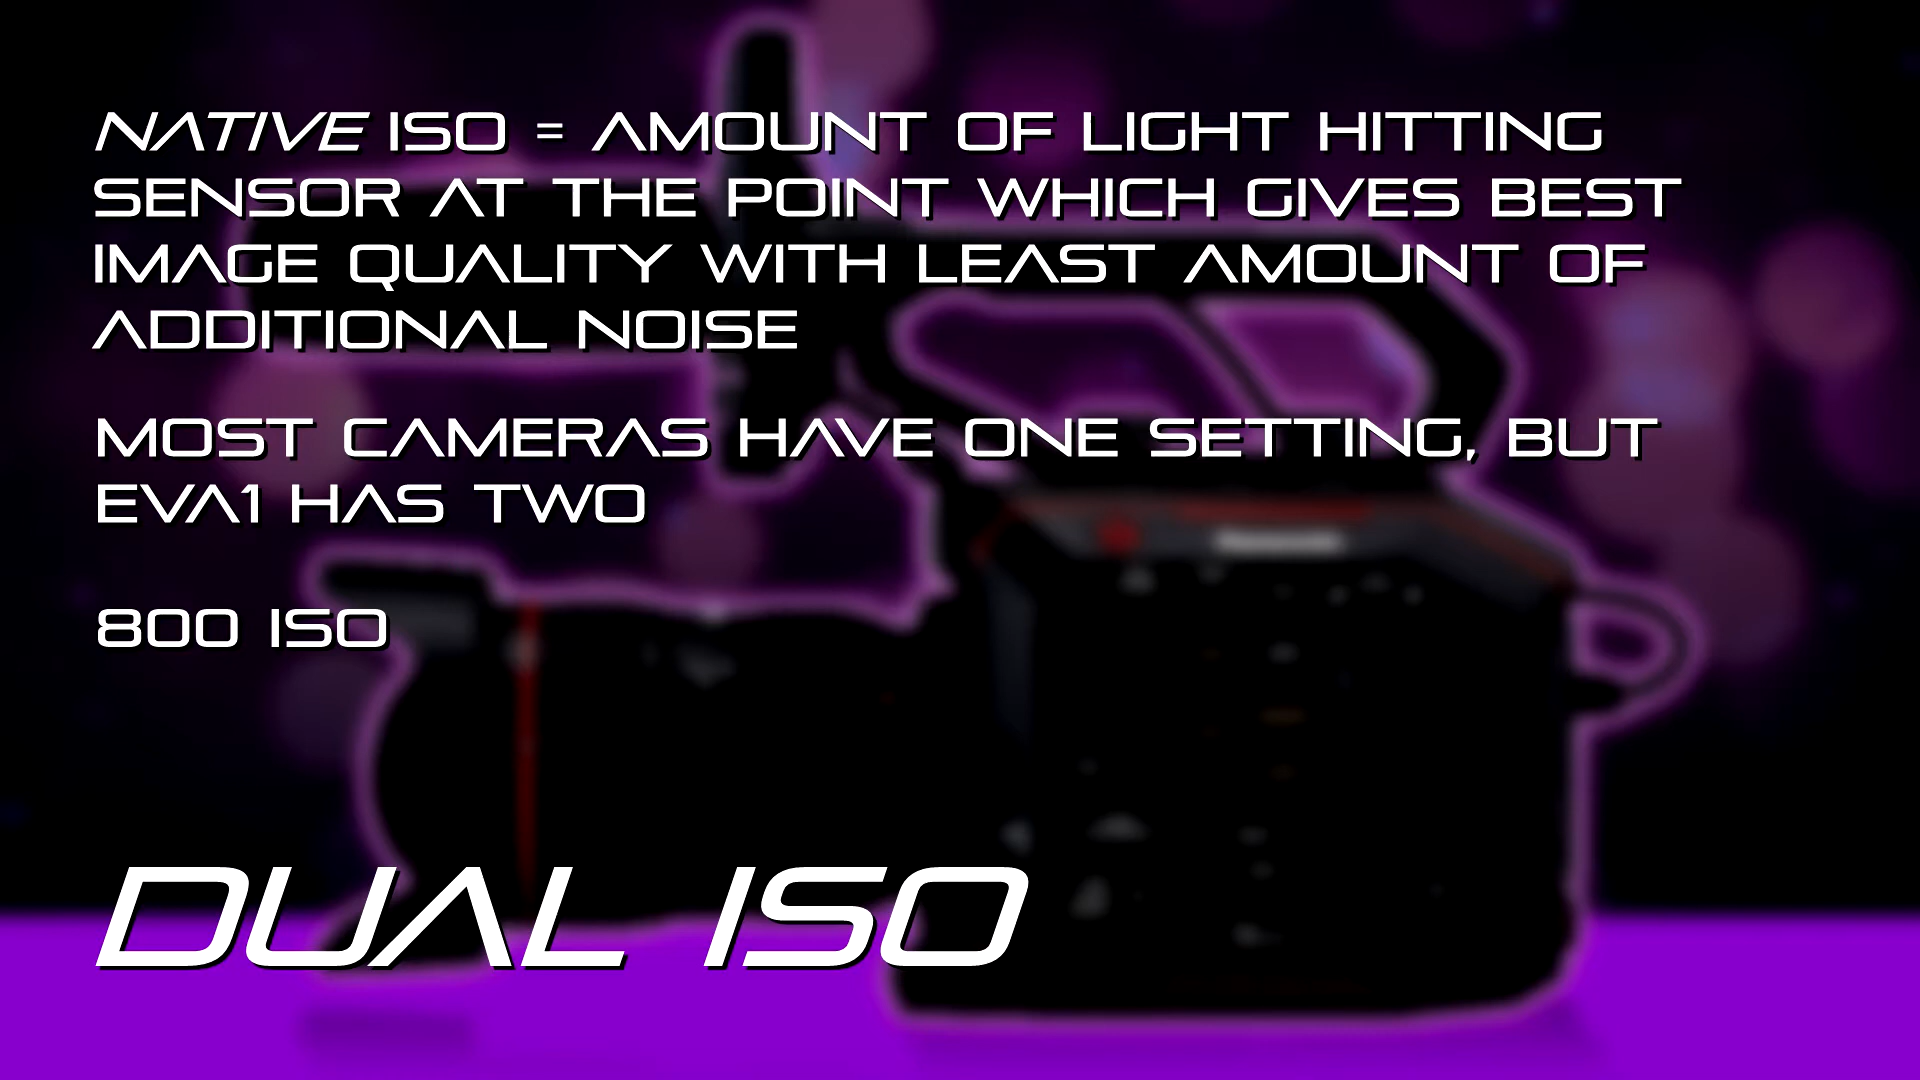 NATIVE ISO = AMOUNT OF LIGHT HITTING
SENSOR AT THE POINT WHICH GIVES BEST
IMAGE QUALITY WITH LEAST AMOUNT OF
ADDITIONAL NOISE
MOST CAMERAS HAVE ONE SETTING, BUT
EVA1 HAS TWO
800 ISO
DUAL ISO